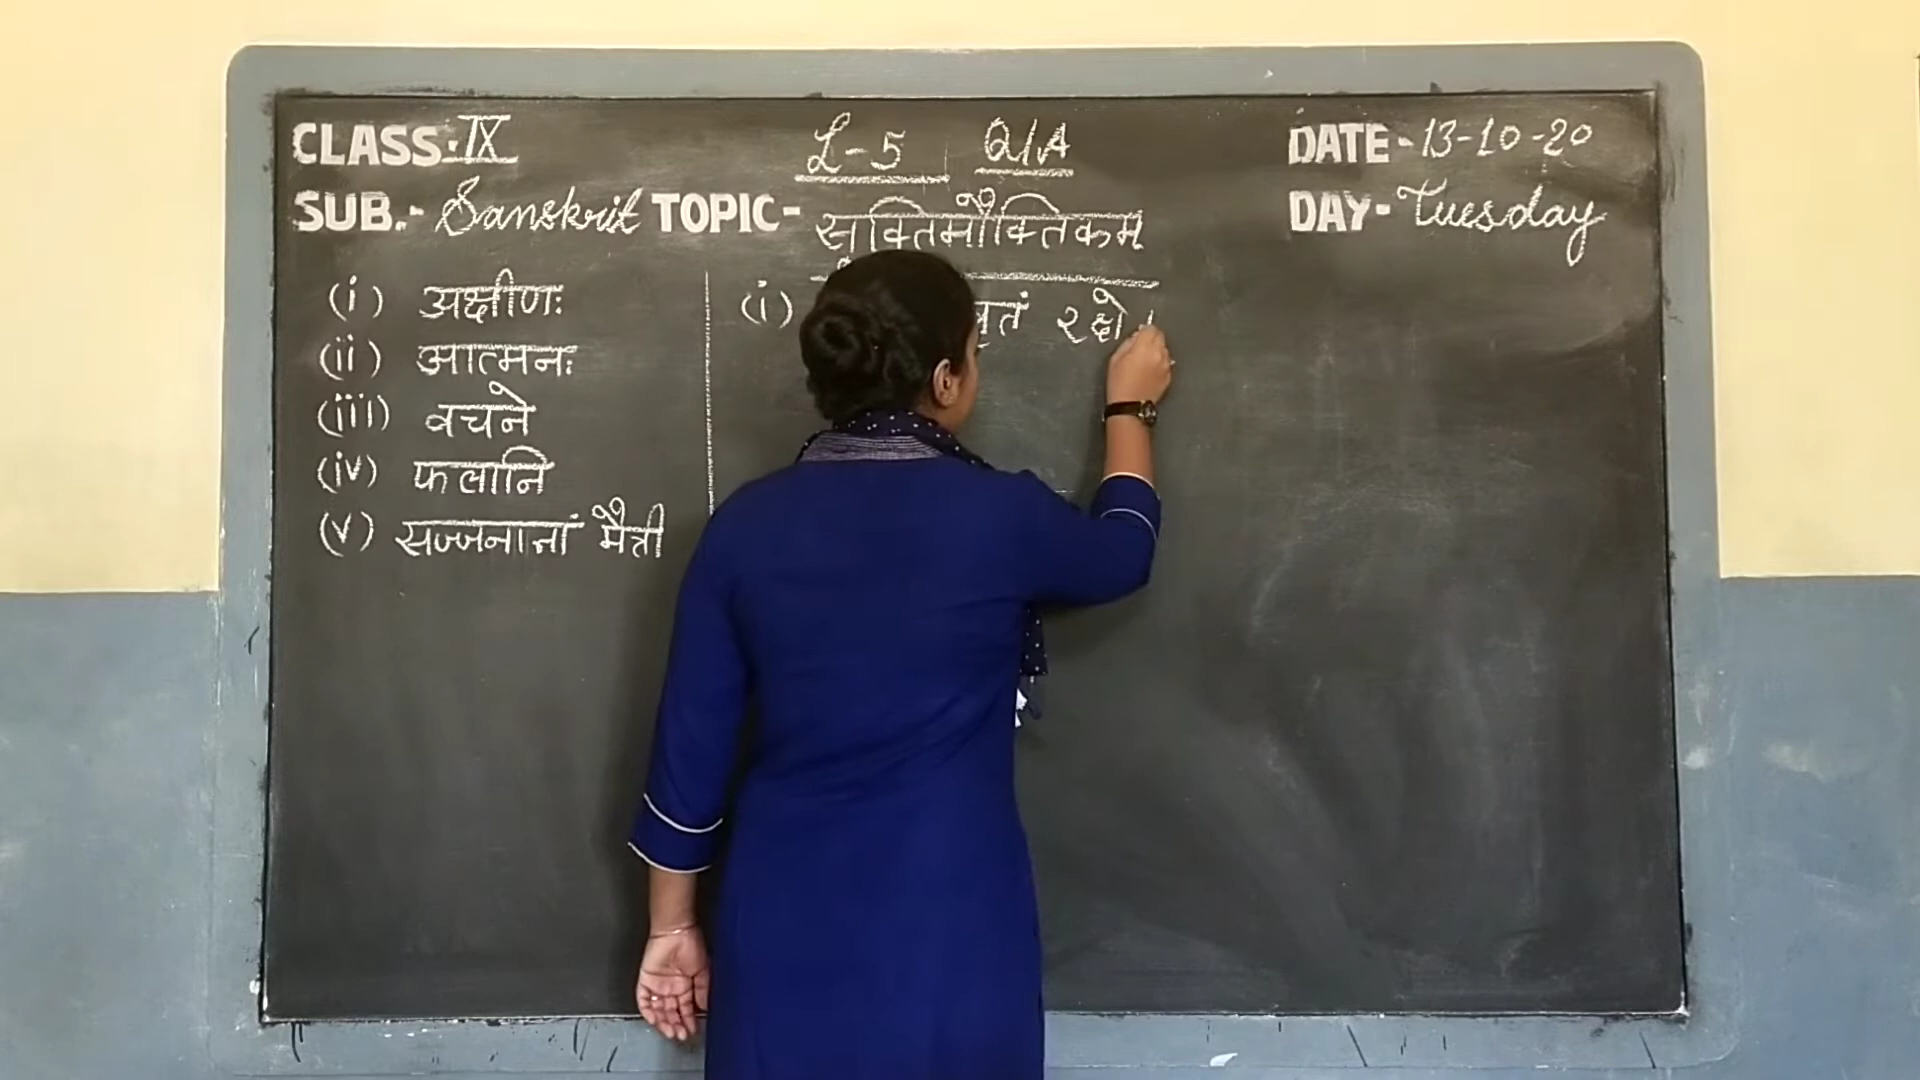 CLASS:- IX
L-5 Q/A
DATE - 13-10-20
SUB.- Sanskrit TOPIC- सूक्तिमौक्तिकम्
DAY- Tuesday
(i) अक्षीणः
(ii) आत्मनः
(iii) वचने
(iv) फलानि
(v) सज्जनानां मैत्री
(i)